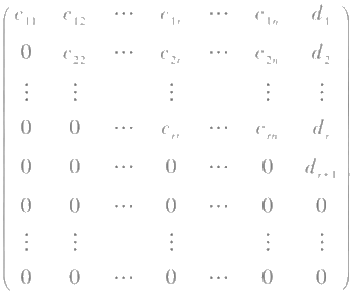 c₁₁ c₁₂ ⋯ c₁ᵣ ⋯ c₁ₙ d₁
0 c₂₂ ⋯ c₂ᵣ ⋯ c₂ₙ d₂
⋮ ⋮ ⋮ ⋮ ⋮
0 0 ⋯ cᵣᵣ ⋯ cᵣₙ dᵣ
0 0 ⋯ 0 ⋯ 0 dᵣ₊₁
0 0 ⋯ 0 ⋯ 0 0
⋮ ⋮ ⋮ ⋮ ⋮
0 0 ⋯ 0 ⋯ 0 0